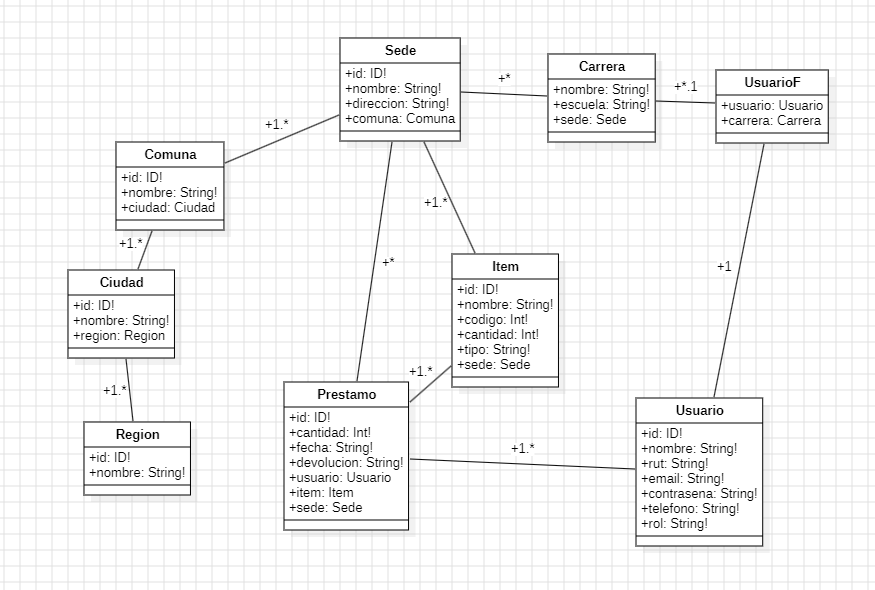 Sede
+id: ID!
+nombre: String!
+direccion: String!
+comuna: Comuna
+*
Carrera
+nombre: String!
+escuela: String!
+sede: Sede
+*.1
UsuarioF
+usuario: Usuario
+carrera: Carrera
+1.*
Comuna
+id: ID!
+nombre: String!
+ciudad: Ciudad
+1.*
+1.*
Ciudad
+id: ID!
+nombre: String!
+region: Region
+*
Item
+id: ID!
+nombre: String!
+codigo: Int!
+cantidad: Int!
+tipo: String!
+sede: Sede
+1
+1.*
Region
+id: ID!
+nombre: String!
+1.*
Prestamo
+id: ID!
+cantidad: Int!
+fecha: String!
+devolucion: String!
+usuario: Usuario
+item: Item
+sede: Sede
+1.*
Usuario
+id: ID!
+nombre: String!
+rut: String!
+email: String!
+contrasena: String!
+telefono: String!
+rol: String!